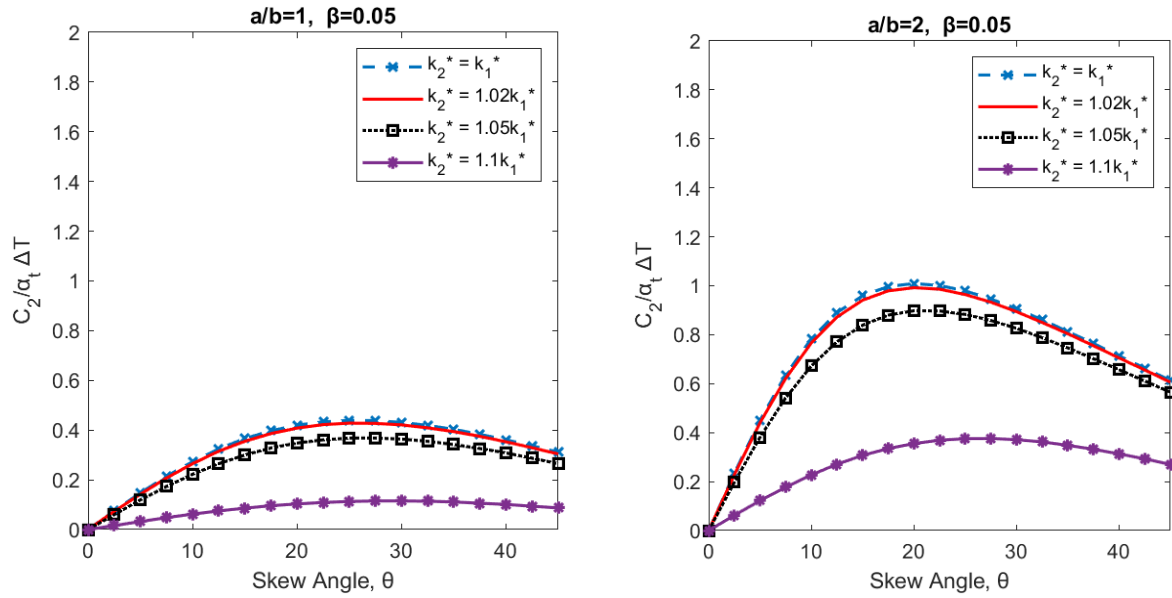 a/b=1, β=0.05
2
1.8
1.6
1.4
1.2
1
0.8
0.6
0.4
0.2
0
C₂/αₜ ΔT
k₂* = k₁*
k₂* = 1.02k₁*
k₂* = 1.05k₁*
k₂* = 1.1k₁*
0 10 20 30 40
Skew Angle, θ
a/b=2, β=0.05
2
1.8
1.6
1.4
1.2
1
0.8
0.6
0.4
0.2
0
C₂/αₜ ΔT
k₂* = k₁*
k₂* = 1.02k₁*
k₂* = 1.05k₁*
k₂* = 1.1k₁*
0 10 20 30 40
Skew Angle, θ